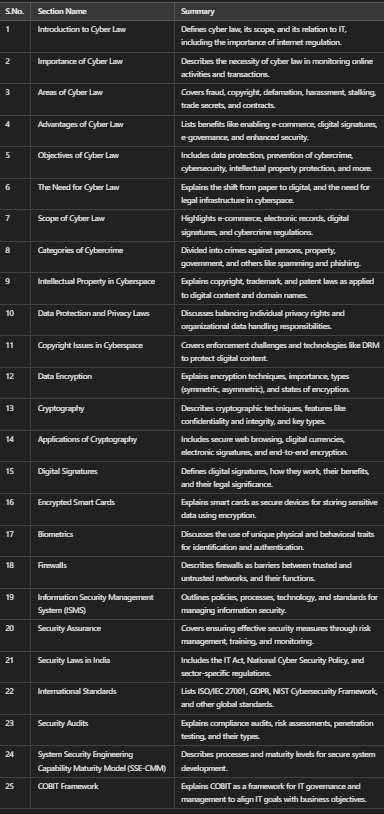 S.No. Section Name Summary
1 Introduction to Cyber Law Defines cyber law, its scope, and its relation to IT,
including the importance of internet regulation.
2 Importance of Cyber Law Describes the necessity of cyber law in monitoring online
activities and transactions.
3 Areas of Cyber Law Covers fraud, copyright, defamation, harassment, stalking,
trade secrets, and contracts.
4 Advantages of Cyber Law Lists benefits like enabling e-commerce, digital signatures,
e-governance, and enhanced security.
5 Objectives of Cyber Law Includes data protection, prevention of cybercrime,
cybersecurity, intellectual property protection, and more.
6 The Need for Cyber Law Explains the shift from paper to digital, and the need for
legal infrastructure in cyberspace.
7 Scope of Cyber Law Highlights e-commerce, electronic records, digital
signatures, and cybercrime regulations.
8 Categories of Cybercrime Divided into crimes against persons, property,
government, and others like spamming and phishing.
9 Intellectual Property in Cyberspace Explains copyright, trademark, and patent laws as applied
to digital content and domain names.
10 Data Protection and Privacy Laws Discusses balancing individual privacy rights and
organizational data handling responsibilities.
11 Copyright Issues in Cyberspace Covers enforcement challenges and technologies like DRM
to protect digital content.
12 Data Encryption Explains encryption techniques, importance, types
(symmetric, asymmetric), and states of encryption.
13 Cryptography Describes cryptographic techniques, features like
confidentiality and integrity, and key types.
14 Applications of Cryptography Includes secure web browsing, digital currencies,
electronic signatures, and end-to-end encryption.
15 Digital Signatures Defines digital signatures, how they work, their benefits,
and their legal significance.
16 Encrypted Smart Cards Explains smart cards as secure devices for storing sensitive
data using encryption.
17 Biometrics Discusses the use of unique physical and behavioral traits
for identification and authentication.
18 Firewalls Describes firewalls as barriers between trusted and
untrusted networks, and their functions.
19 Information Security Management Outlines policies, processes, technology, and standards for
System (ISMS) managing information security.
20 Security Assurance Covers ensuring effective security measures through risk
management, training, and monitoring.
21 Security Laws in India Includes the IT Act, National Cyber Security Policy, and
sector-specific regulations.
22 International Standards Lists ISO/IEC 27001, GDPR, NIST Cybersecurity Framework,
and other global standards.
23 Security Audits Explains compliance audits, risk assessments, penetration
testing, and their types.
24 System Security Engineering Describes processes and maturity levels for secure system
Capability Maturity Model (SSE-CMM) development.
25 COBIT Framework Explains COBIT as a framework for IT governance and
management to align IT goals with business objectives.